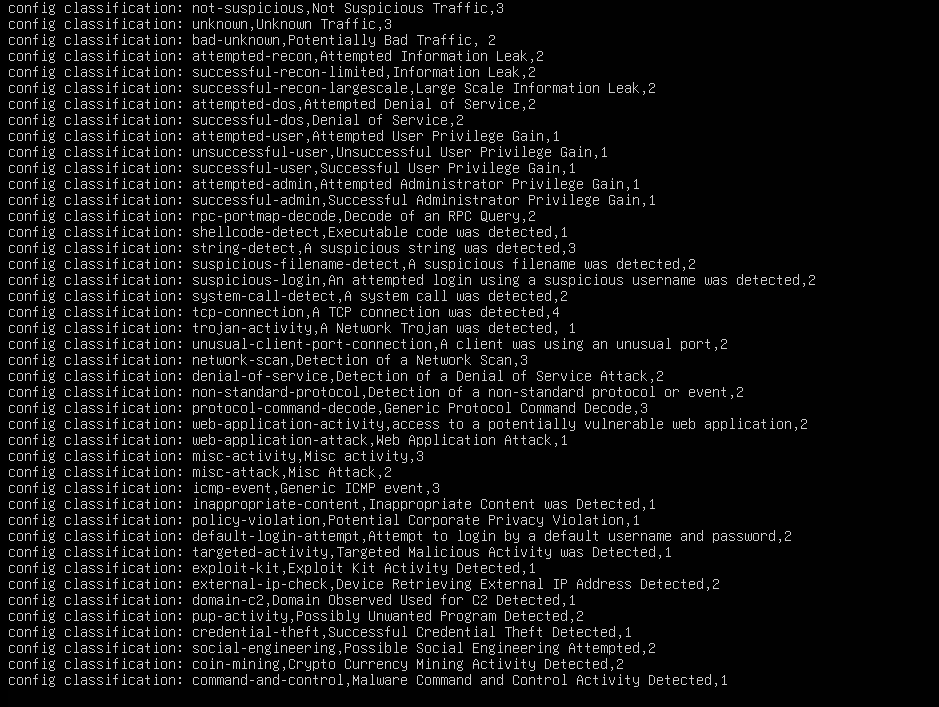 config classification: not-suspicious,Not Suspicious Traffic,3
config classification: unknown,Unknown Traffic,3
config classification: bad-unknown,Potentially Bad Traffic, 2
config classification: attempted-recon,Attempted Information Leak,2
config classification: successful-recon-limited,Information Leak,2
config classification: successful-recon-largescale,Large Scale Information Leak,2
config classification: attempted-dos,Attempted Denial of Service,2
config classification: successful-dos,Denial of Service,2
config classification: attempted-user,Attempted User Privilege Gain,1
config classification: unsuccessful-user,Unsuccessful User Privilege Gain,1
config classification: successful-user,Successful User Privilege Gain,1
config classification: attempted-admin,Attempted Administrator Privilege Gain,1
config classification: successful-admin,Successful Administrator Privilege Gain,1
config classification: rpc-portmap-decode,Decode of an RPC Query,2
config classification: shellcode-detect,Executable code was detected,1
config classification: string-detect,A suspicious string was detected,3
config classification: suspicious-filename-detect,A suspicious filename was detected,2
config classification: suspicious-login,An attempted login using a suspicious username was detected,2
config classification: system-call-detect,A system call was detected,2
config classification: tcp-connection,A TCP connection was detected,4
config classification: trojan-activity,A Network Trojan was detected, 1
config classification: unusual-client-port-connection,A client was using an unusual port,2
config classification: network-scan,Detection of a Network Scan,3
config classification: denial-of-service,Detection of a Denial of Service Attack,2
config classification: non-standard-protocol,Detection of a non-standard protocol or event,2
config classification: protocol-command-decode,Generic Protocol Command Decode,3
config classification: web-application-activity,access to a potentially vulnerable web application,2
config classification: web-application-attack,Web Application Attack,1
config classification: misc-activity,Misc activity,3
config classification: misc-attack,Misc Attack,2
config classification: icmp-event,Generic ICMP event,3
config classification: inappropriate-content,Inappropriate Content was Detected,1
config classification: policy-violation,Potential Corporate Privacy Violation,1
config classification: default-login-attempt,Attempt to login by a default username and password,2
config classification: targeted-activity,Targeted Malicious Activity was Detected,1
config classification: exploit-kit,Exploit Kit Activity Detected,1
config classification: external-ip-check,Device Retrieving External IP Address Detected,2
config classification: domain-c2,Domain Observed Used for C2 Detected,1
config classification: pup-activity,Possibly Unwanted Program Detected,2
config classification: credential-theft,Successful Credential Theft Detected,1
config classification: social-engineering,Possible Social Engineering Attempted,2
config classification: coin-mining,Crypto Currency Mining Activity Detected,2
config classification: command-and-control,Malware Command and Control Activity Detected,1